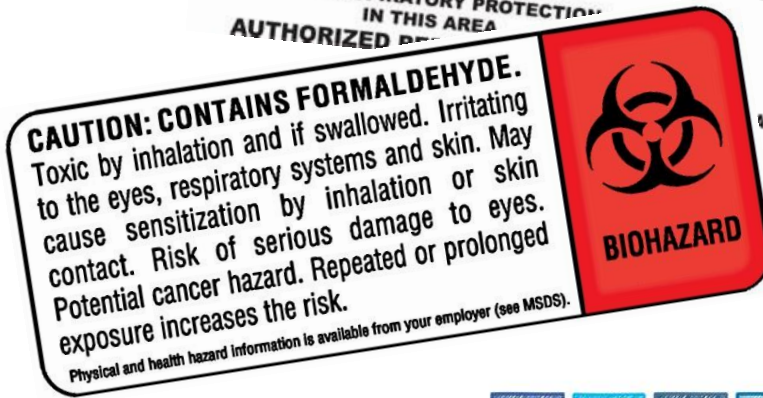 PROTECTION
IN THIS AREA
AUTHORIZED
CAUTION: CONTAINS FORMALDEHYDE.
Toxic by inhalation and if swallowed. Irritating
to the eyes, respiratory systems and skin. May
cause sensitization by inhalation or skin
contact. Risk of serious damage to eyes.
Potential cancer hazard. Repeated or prolonged
exposure increases the risk.
Physical and health hazard information is available from your employer (see MSDS).
BIOHAZARD